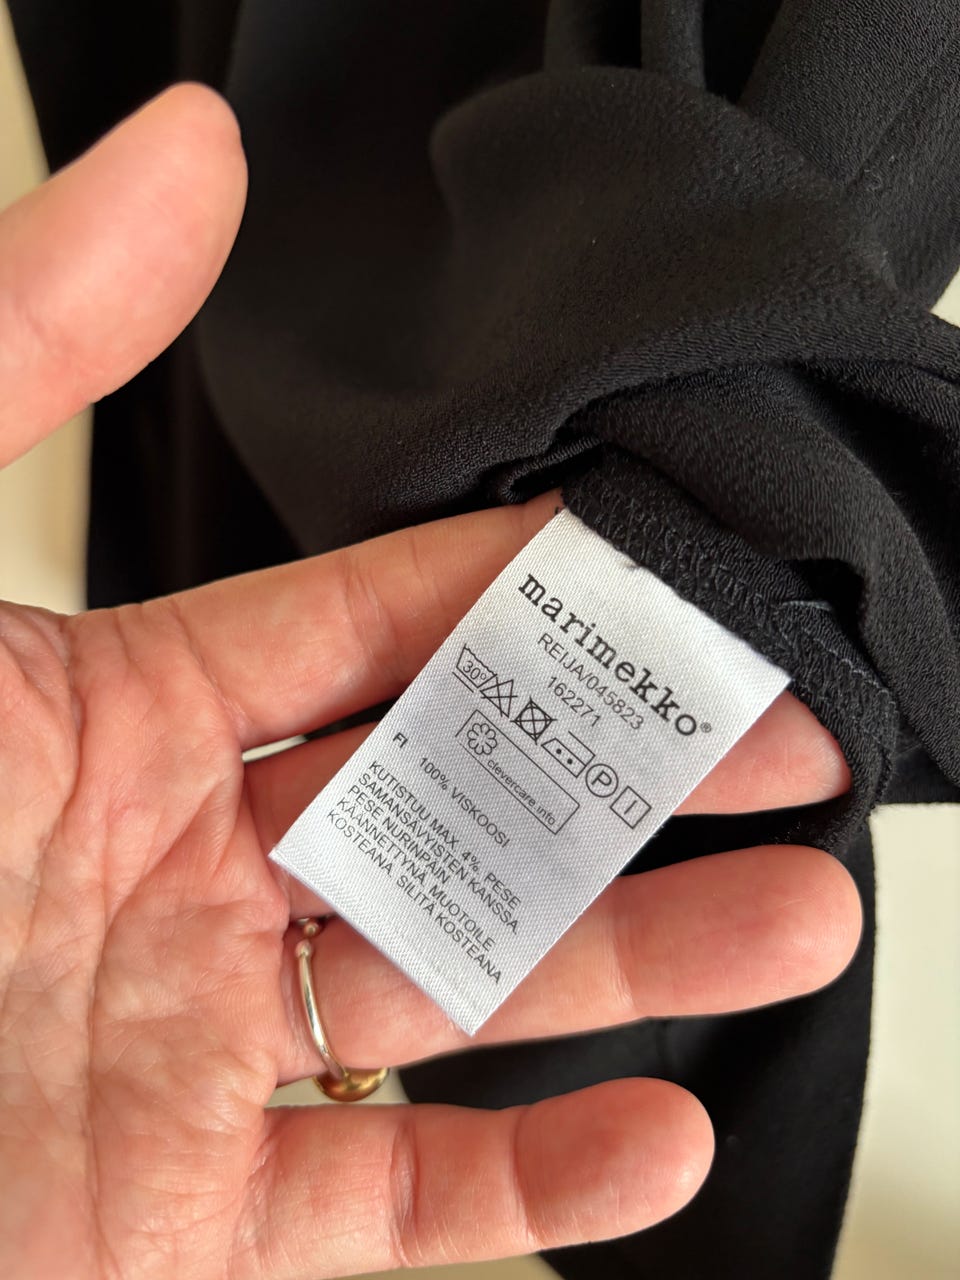 marimekko®
REIJA/045823
162271
30° P I
clevercare.info
FI
100% VISKOOSI
KUTISTUU MAX. 4%. PESE
SAMANSÄVYISTEN KANSSA.
PESE NURINPÄIN
KÄÄNNETTYNÄ. MUOTOILE
KOSTEANA. SILITÄ KOSTEANA